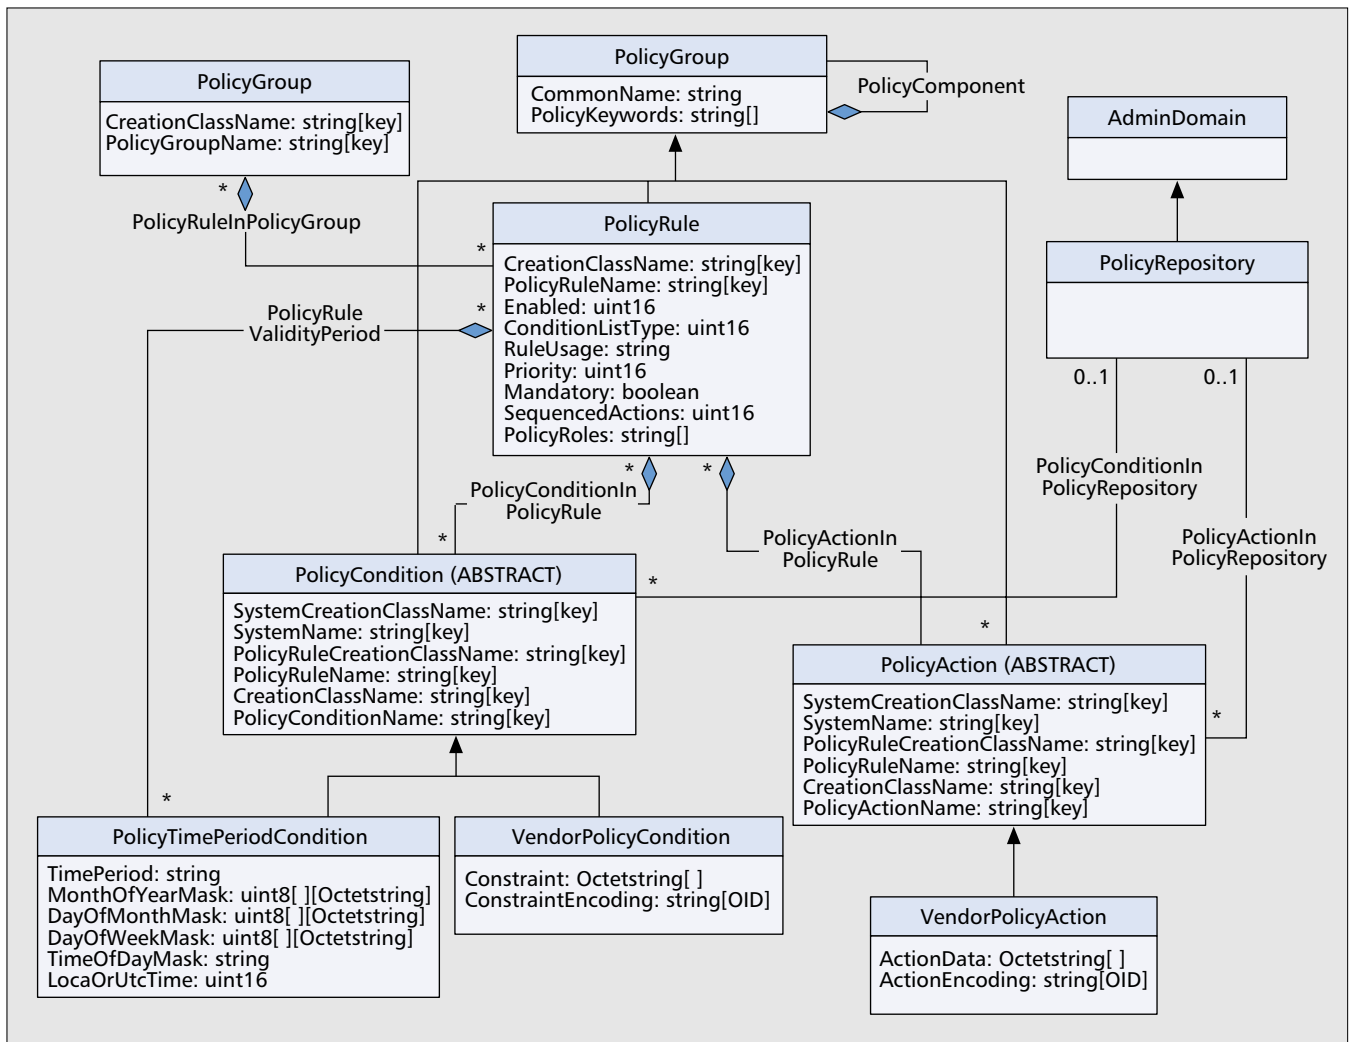 PolicyGroup
CreationClassName: string[key]
PolicyGroupName: string[key]
PolicyGroup
CommonName: string
PolicyKeywords: string[]
PolicyComponent
AdminDomain
*
PolicyRuleInPolicyGroup
*
PolicyRule
CreationClassName: string[key]
PolicyRuleName: string[key]
Enabled: uint16
ConditionListType: uint16
RuleUsage: string
Priority: uint16
Mandatory: boolean
SequencedActions: uint16
PolicyRoles: string[]
PolicyRepository
*
PolicyRule
ValidityPeriod
0..1
0..1
*
*
PolicyConditionIn
PolicyRule
*
PolicyActionIn
PolicyRule
PolicyConditionIn
PolicyRepository
PolicyActionIn
PolicyRepository
PolicyCondition (ABSTRACT)
SystemCreationClassName: string[key]
SystemName: string[key]
PolicyRuleCreationClassName: string[key]
PolicyRuleName: string[key]
CreationClassName: string[key]
PolicyConditionName: string[key]
*
*
PolicyAction (ABSTRACT)
SystemCreationClassName: string[key]
SystemName: string[key]
PolicyRuleCreationClassName: string[key]
PolicyRuleName: string[key]
CreationClassName: string[key]
PolicyActionName: string[key]
*
*
PolicyTimePeriodCondition
TimePeriod: string
MonthOfYearMask: uint8[ ][Octetstring]
DayOfMonthMask: uint8[ ][Octetstring]
DayOfWeekMask: uint8[ ][Octetstring]
TimeOfDayMask: string
LocaOrUtcTime: uint16
VendorPolicyCondition
Constraint: Octetstring[ ]
ConstraintEncoding: string[OID]
VendorPolicyAction
ActionData: Octetstring[ ]
ActionEncoding: string[OID]